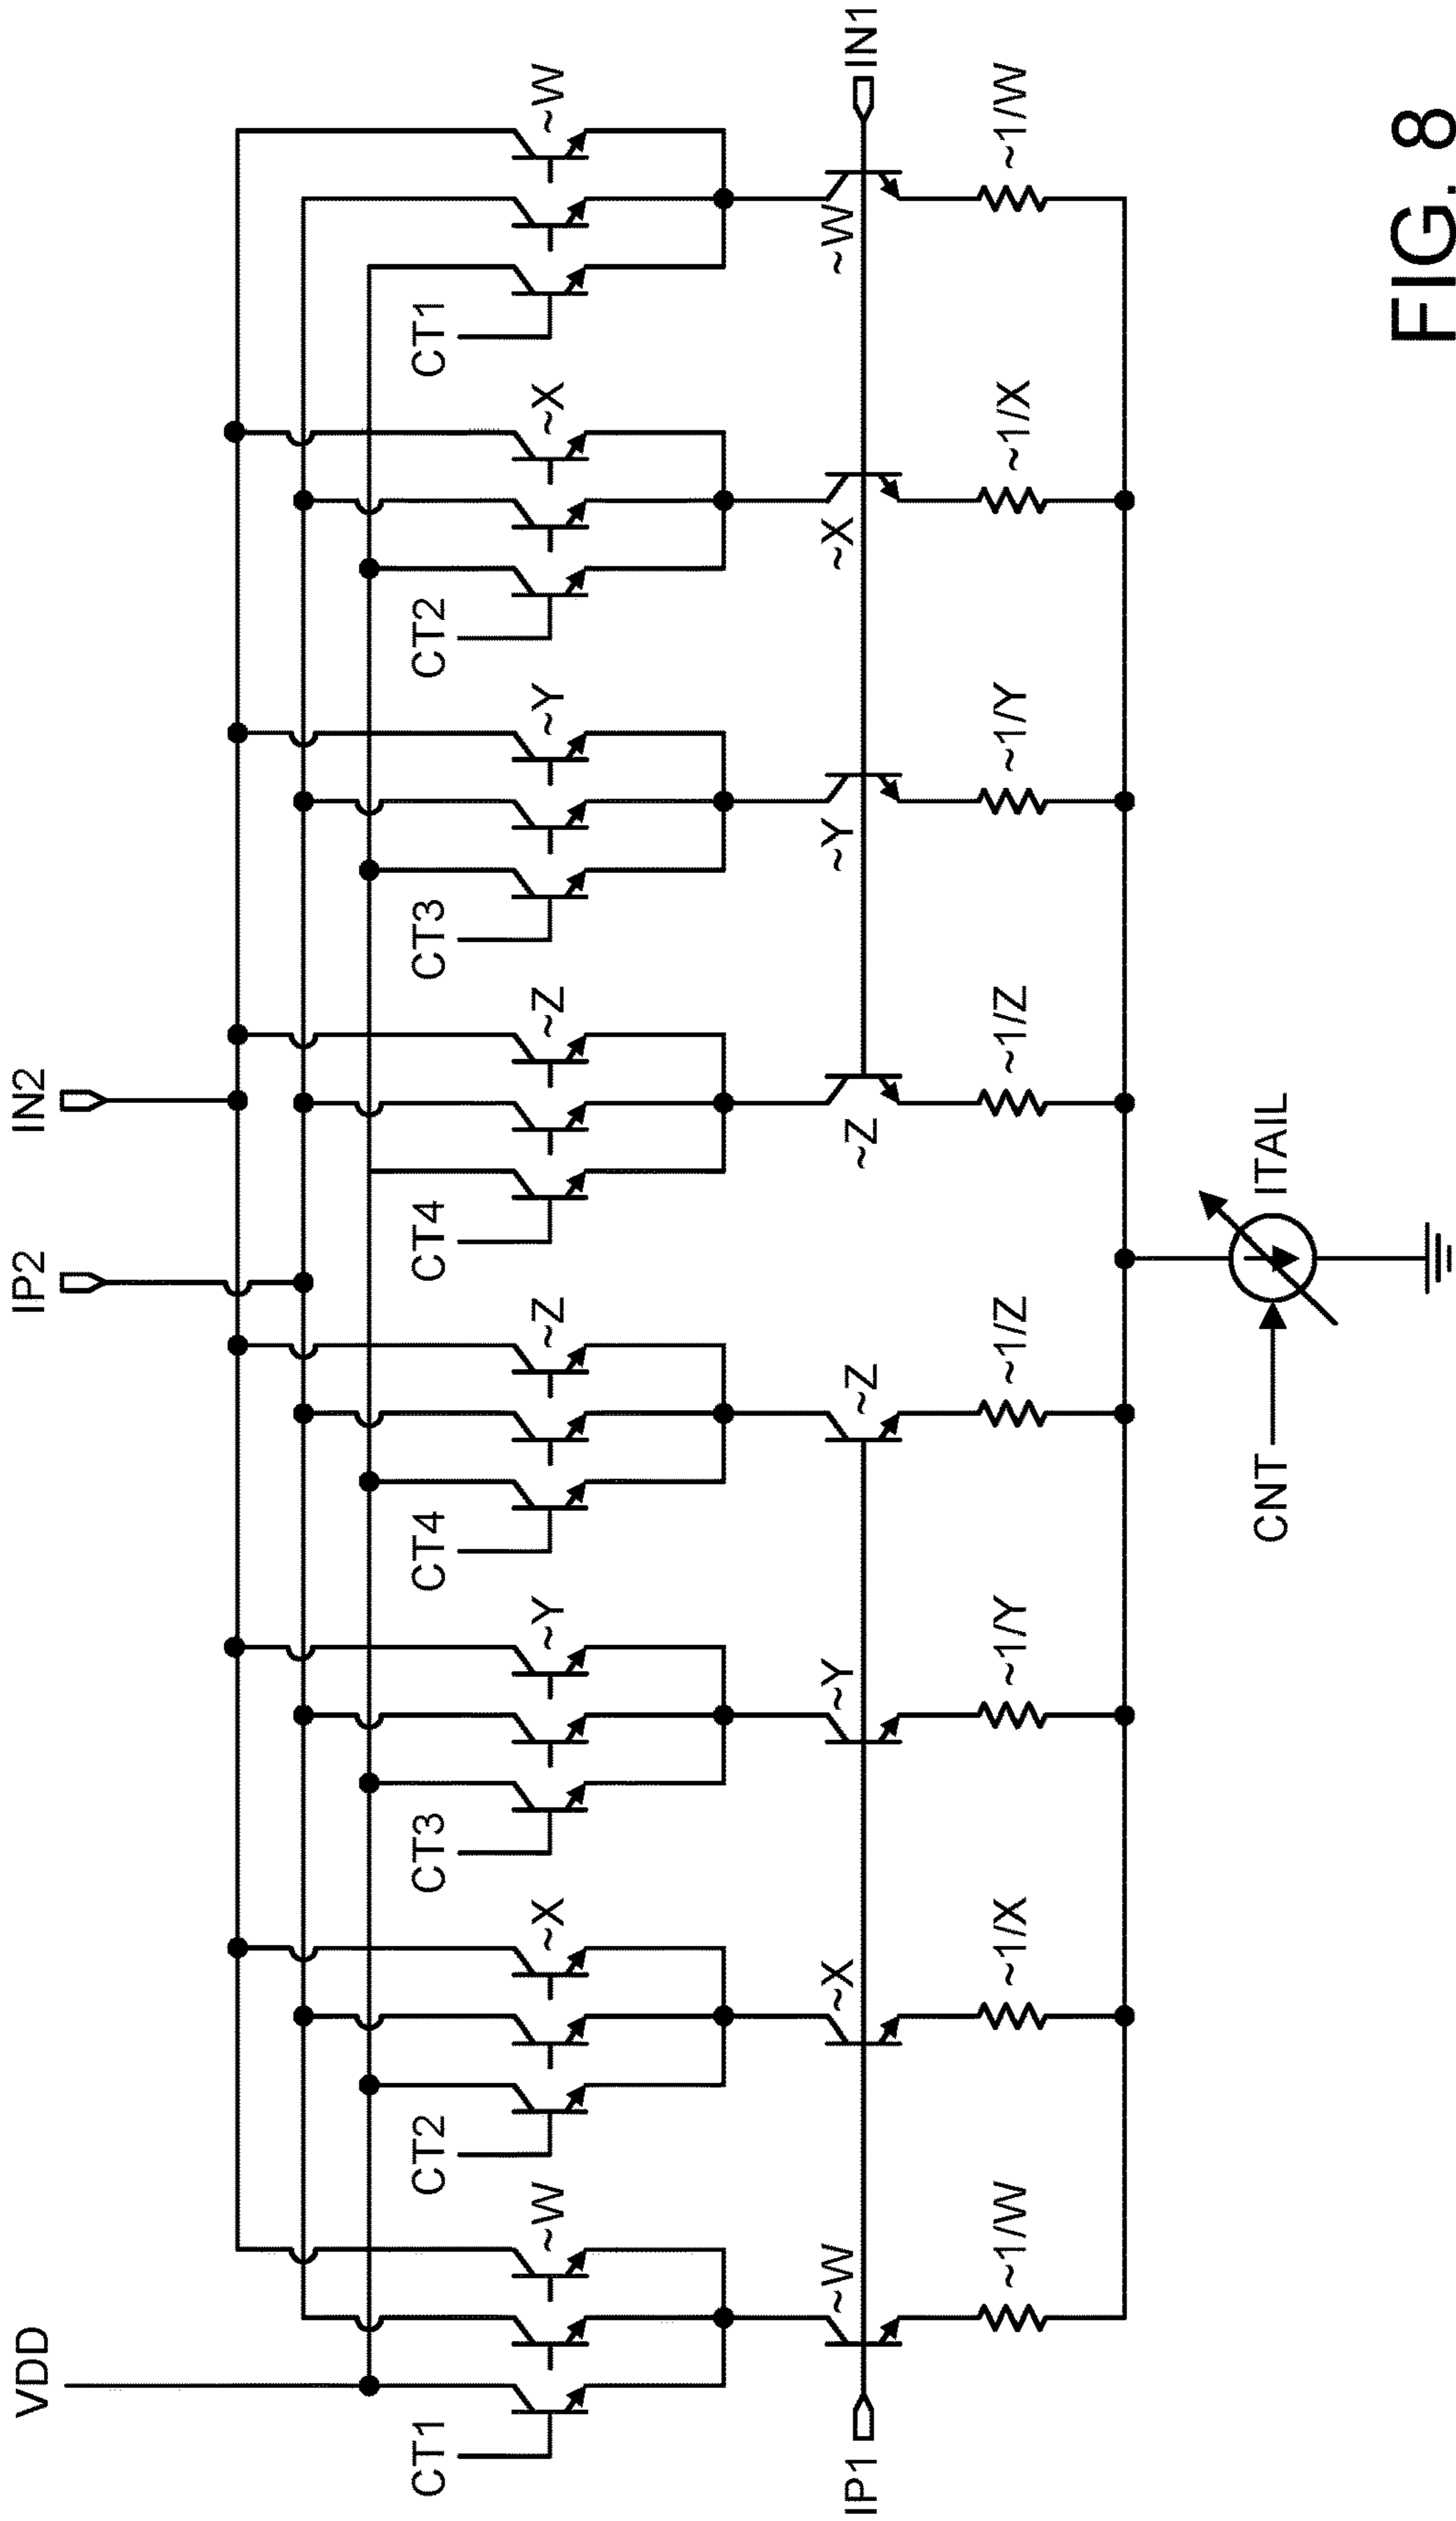 VDD
IP2
IN2
CT1
CT2
CT3
CT4
CT4
CT3
CT2
CT1
~W
~X
~Y
~Z
~Z
~Y
~X
~W
IP1
~W
~X
~Y
~Z
~Z
~Y
~X
~W
IN1
~1/W
~1/X
~1/Y
~1/Z
~1/Z
~1/Y
~1/X
~1/W
CNT
ITAIL
FIG. 8